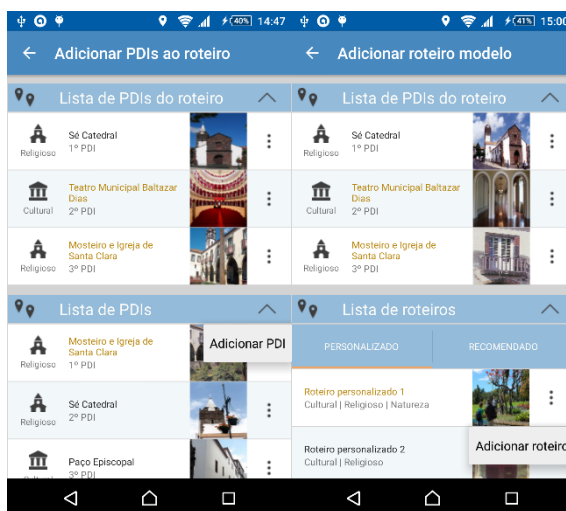 40% 14:47
Adicionar PDIs ao roteiro
Lista de PDIs do roteiro
Sé Catedral
1º PDI
Religioso
Teatro Municipal Baltazar
Dias
2º PDI
Cultural
Mosteiro e Igreja de
Santa Clara
3º PDI
Religioso
Lista de PDIs
Mosteiro e Igreja de
Santa Clara
1º PDI
Religioso
Adicionar PDI
Sé Catedral
2º PDI
Religioso
Paço Episcopal
3º PDI
Cultural
41% 15:00
Adicionar roteiro modelo
Lista de PDIs do roteiro
Sé Catedral
1º PDI
Religioso
Teatro Municipal Baltazar
Dias
2º PDI
Cultural
Mosteiro e Igreja de
Santa Clara
3º PDI
Religioso
Lista de roteiros
PERSONALIZADO
RECOMENDADO
Roteiro personalizado 1
Cultural | Religioso | Natureza
Roteiro personalizado 2
Cultural | Religioso
Adicionar roteiro